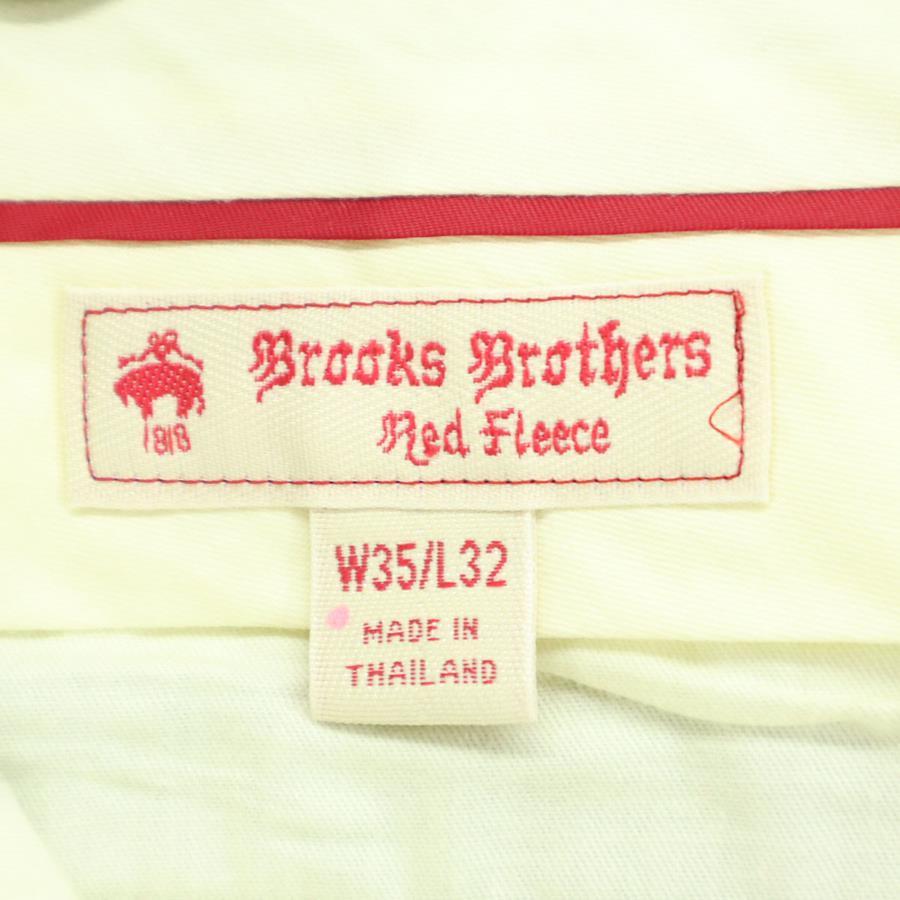 Brooks Brothers
Red Fleece
1818
W35/L32
MADE IN
THAILAND